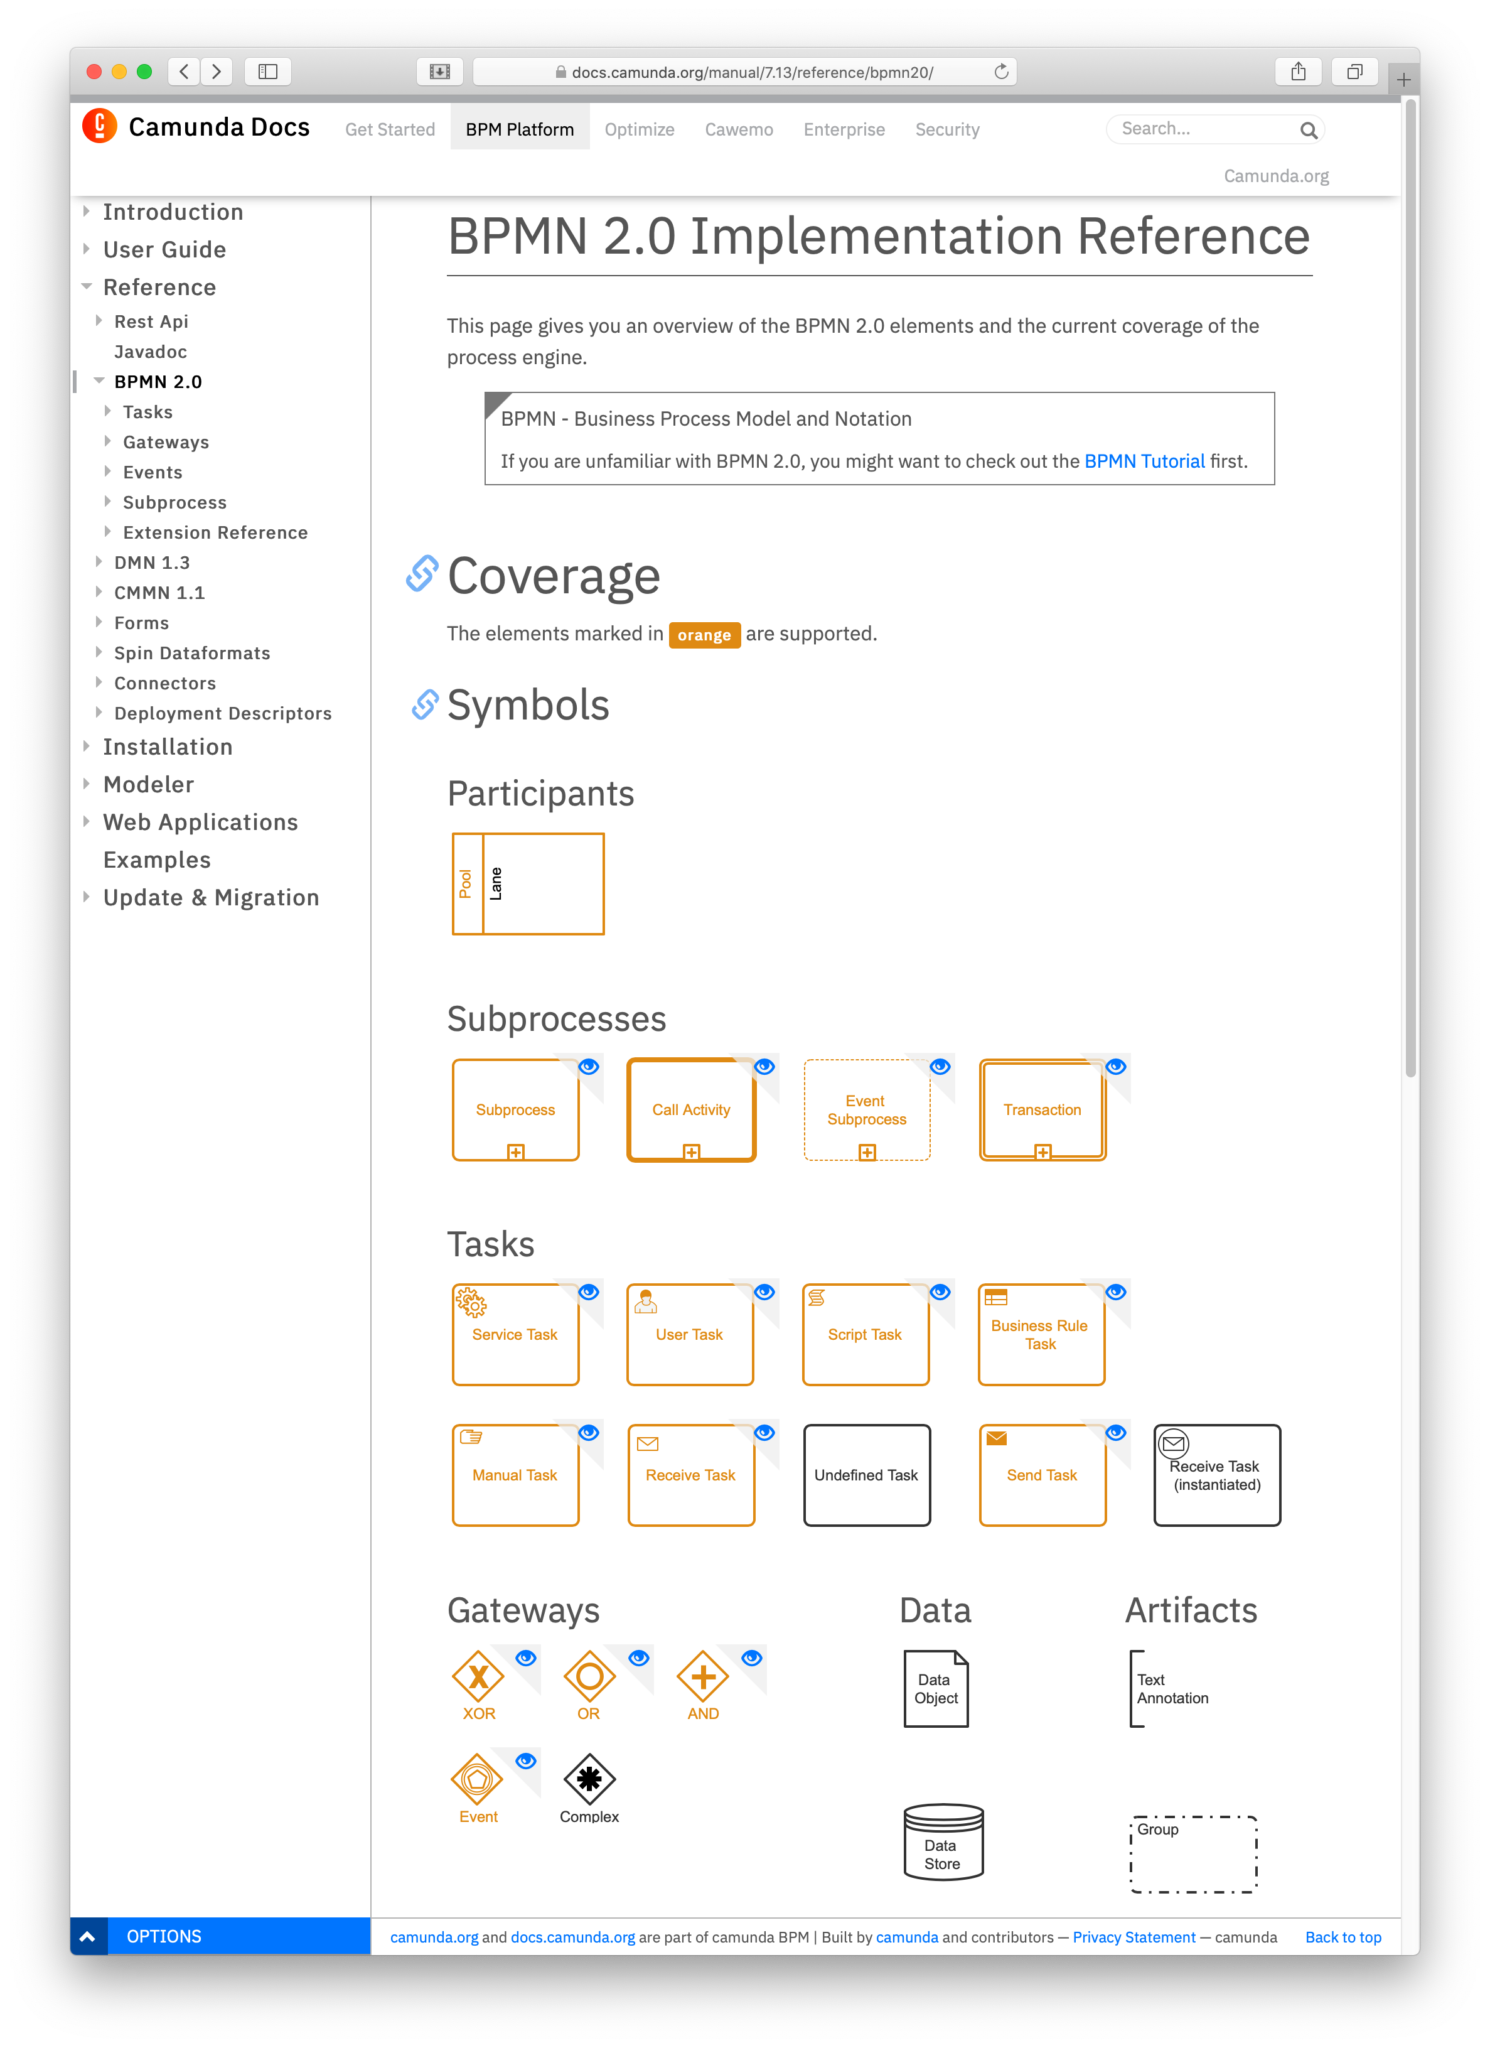 docs.camunda.org/manual/7.13/reference/bpmn20/
Camunda Docs
Get Started
BPM Platform
Optimize
Cawemo
Enterprise
Security
Search...
Camunda.org
Introduction
User Guide
Reference
Rest Api
Javadoc
BPMN 2.0
Tasks
Gateways
Events
Subprocess
Extension Reference
DMN 1.3
CMMN 1.1
Forms
Spin Dataformats
Connectors
Deployment Descriptors
Installation
Modeler
Web Applications
Examples
Update & Migration
BPMN 2.0 Implementation Reference
This page gives you an overview of the BPMN 2.0 elements and the current coverage of the
process engine.
BPMN - Business Process Model and Notation
If you are unfamiliar with BPMN 2.0, you might want to check out the BPMN Tutorial first.
Coverage
The elements marked in orange are supported.
Symbols
Participants
Pool
Lane
Subprocesses
Subprocess
Call Activity
Event
Subprocess
Transaction
Tasks
Service Task
User Task
Script Task
Business Rule
Task
Manual Task
Receive Task
Undefined Task
Send Task
Receive Task
(instantiated)
Gateways
XOR
OR
AND
Event
Complex
Data
Data
Object
Data
Store
Artifacts
Text
Annotation
Group
OPTIONS
camunda.org and docs.camunda.org are part of camunda BPM | Built by camunda and contributors — Privacy Statement — camunda
Back to top